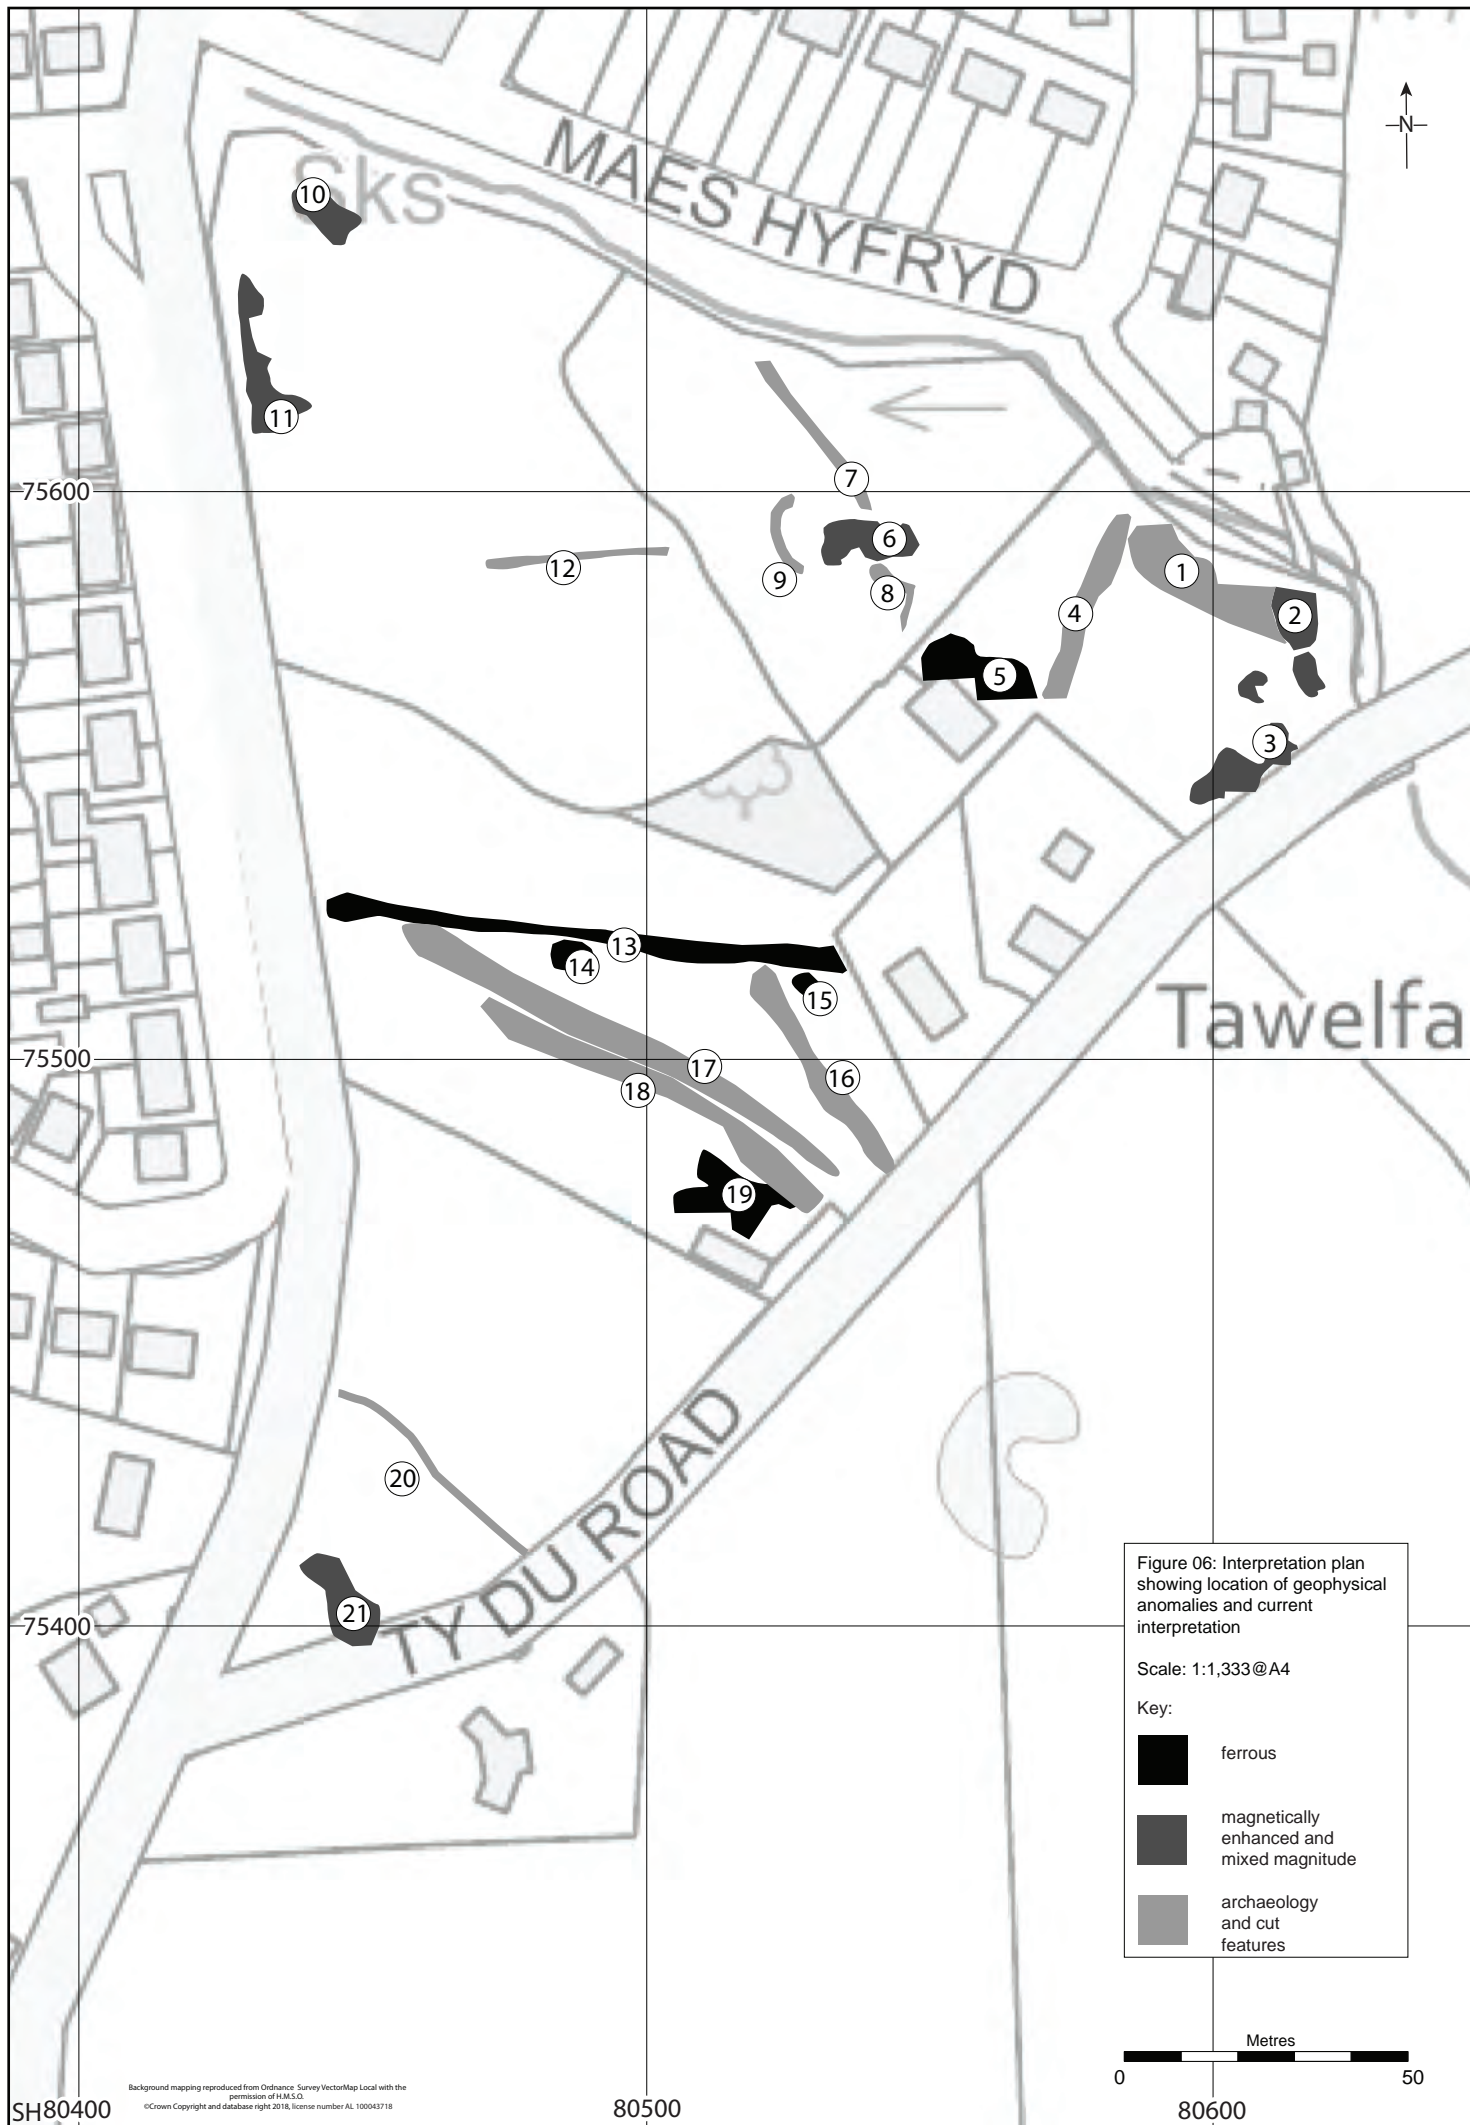 N
Sks
10
MAES HYFRYD
11
7
75600
6
1
12
9
8
4
2
5
3
13
14
15
Tawelfa
75500
17
16
18
19
20
TY DU ROAD
21
75400
Figure 06: Interpretation plan
showing location of geophysical
anomalies and current
interpretation
Scale: 1:1,333@A4
Key:
ferrous
magnetically
enhanced and
mixed magnitude
archaeology
and cut
features
Metres
0
50
Background mapping reproduced from Ordnance Survey VectorMap Local with the
permission of H.M.S.O.
©Crown Copyright and database right 2018, license number AL 100043718
SH80400
80500
80600